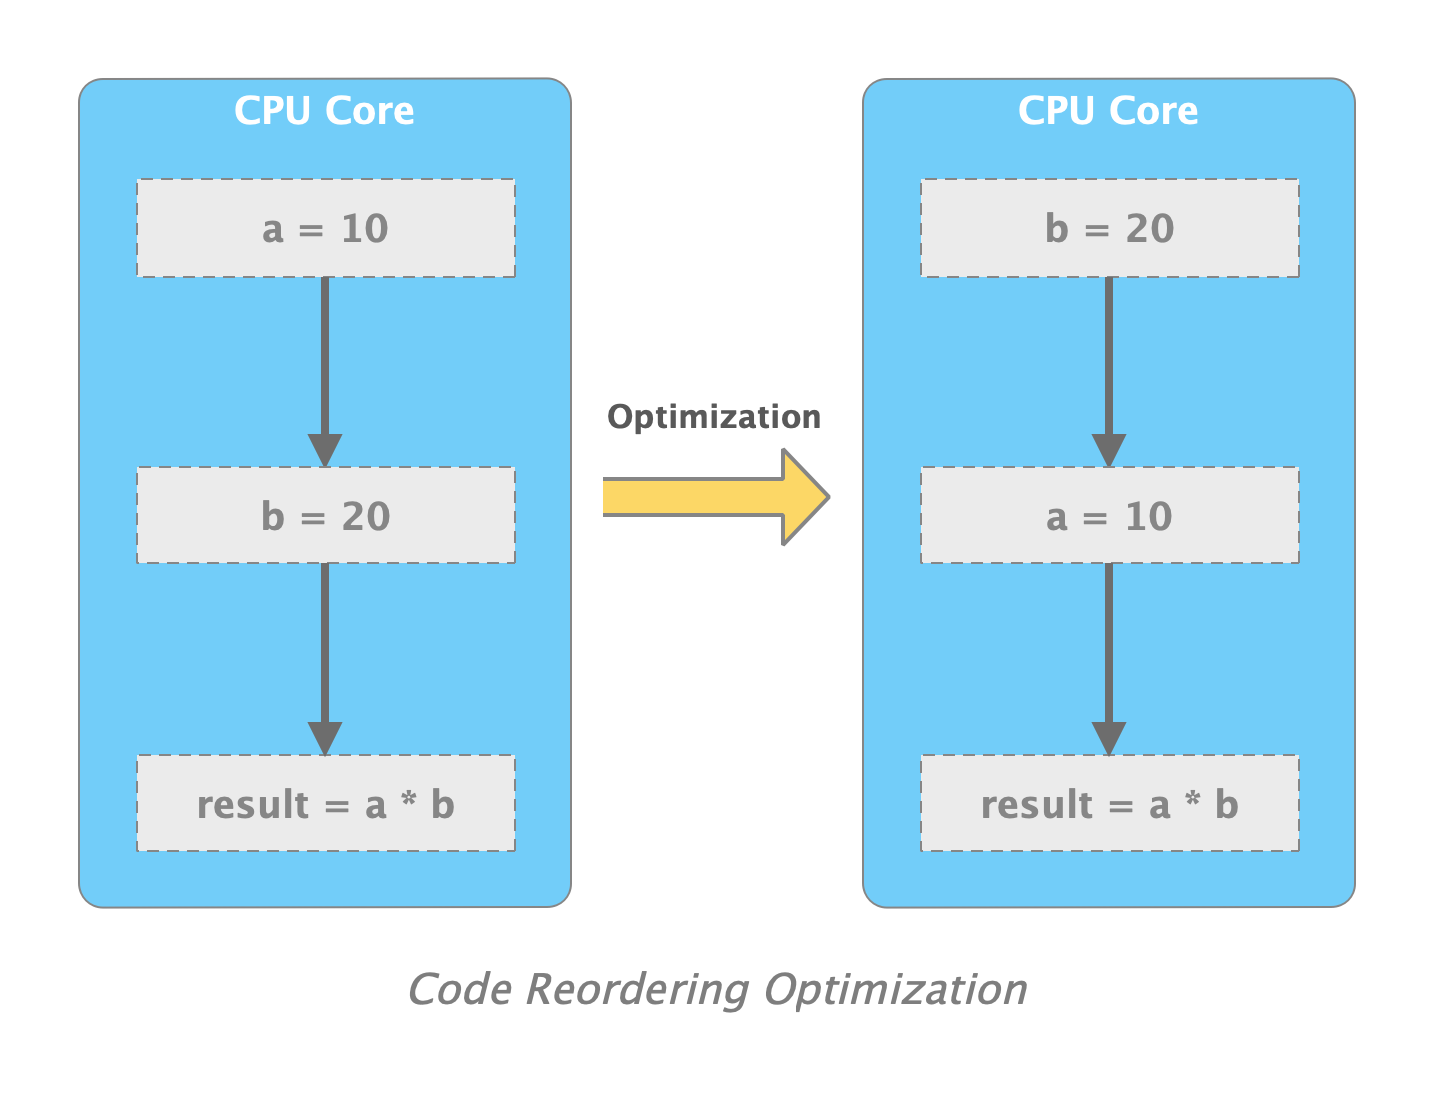 CPU Core
a = 10
b = 20
result = a * b
Optimization
CPU Core
b = 20
a = 10
result = a * b
Code Reordering Optimization